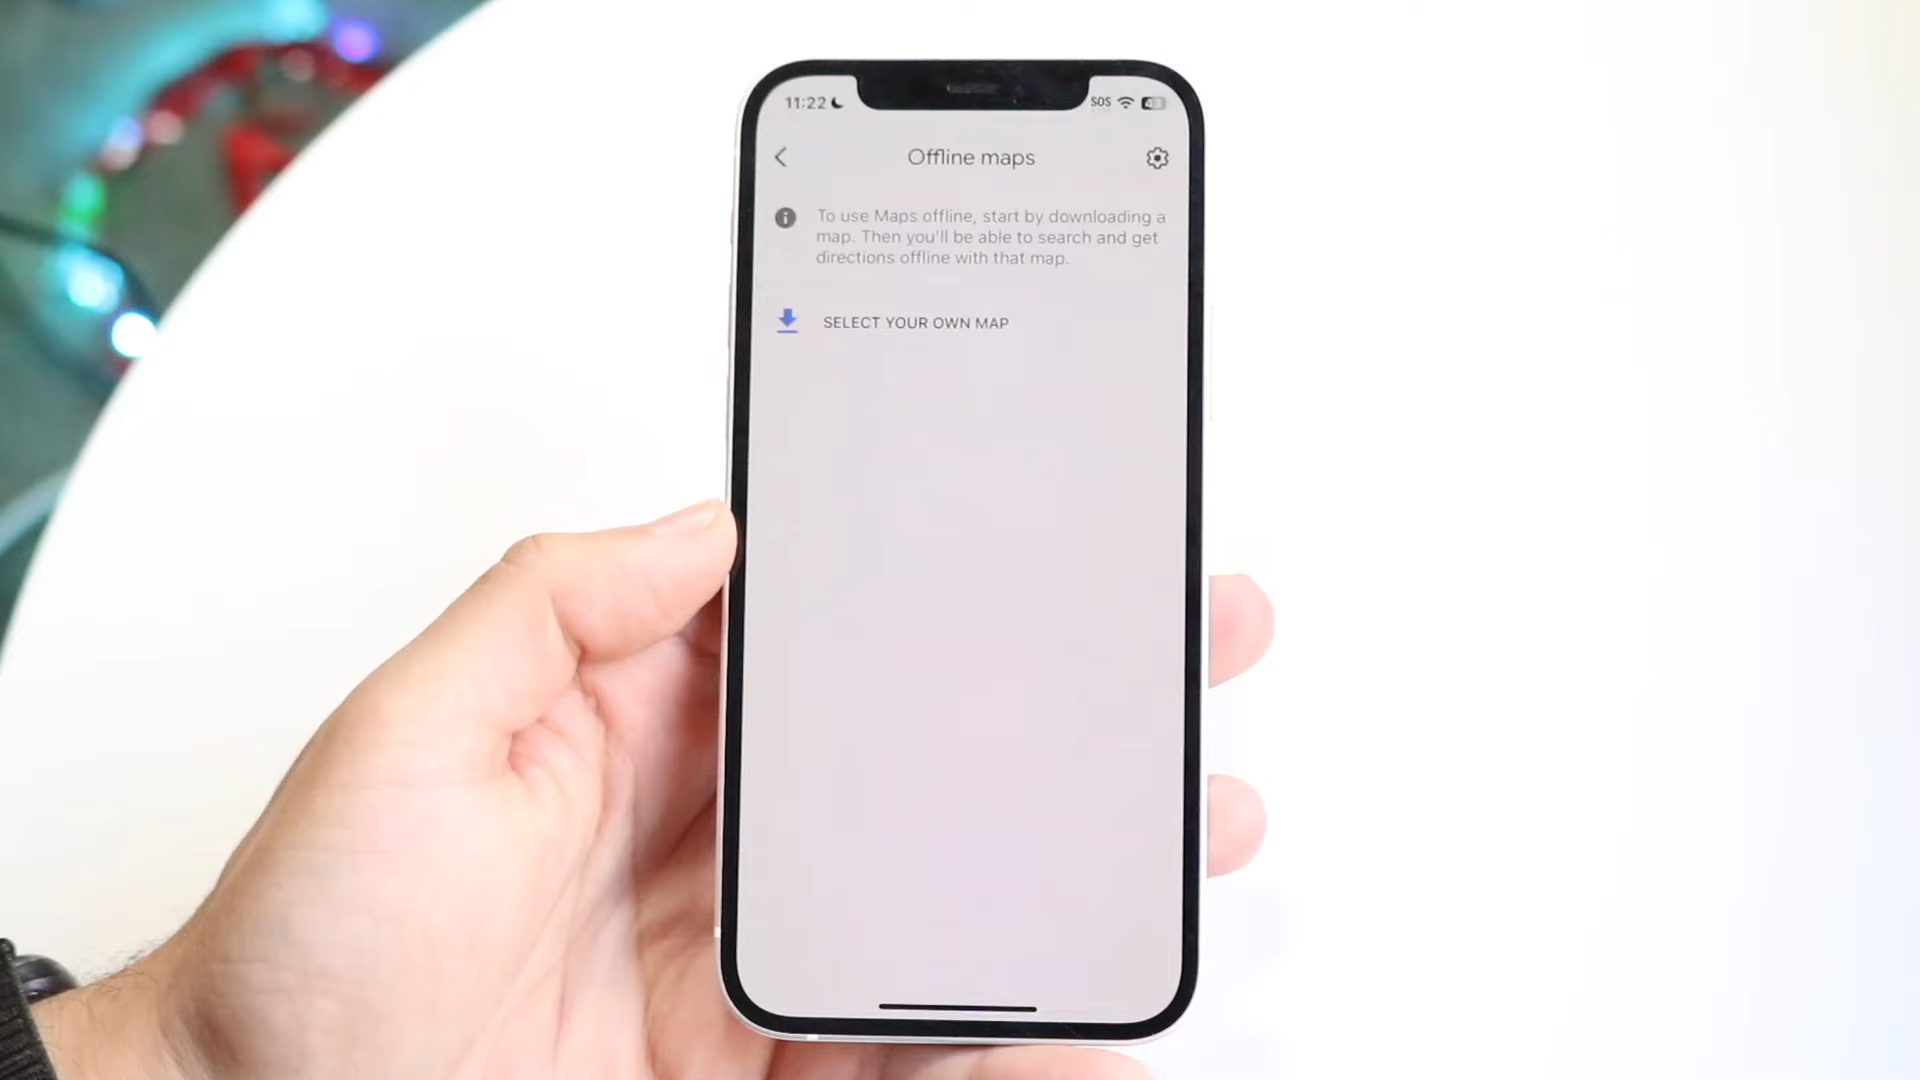 11:22
SOS
Offline maps
To use Maps offline, start by downloading a
map. Then you'll be able to search and get
directions offline with that map.
SELECT YOUR OWN MAP